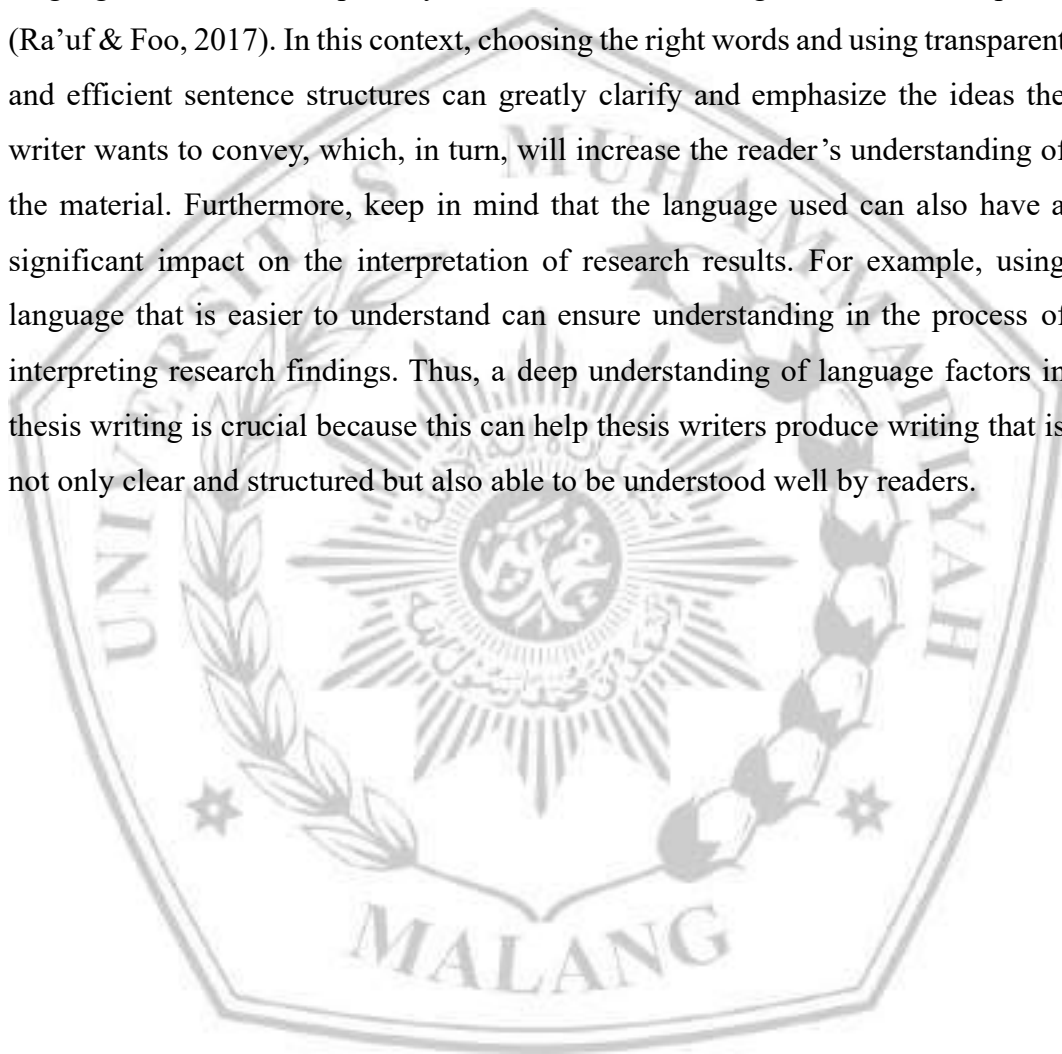 (Ra’uf & Foo, 2017). In this context, choosing the right words and using transparent
and efficient sentence structures can greatly clarify and emphasize the ideas the
writer wants to convey, which, in turn, will increase the reader’s understanding of
the material. Furthermore, keep in mind that the language used can also have a
significant impact on the interpretation of research results. For example, using
language that is easier to understand can ensure understanding in the process of
interpreting research findings. Thus, a deep understanding of language factors in
thesis writing is crucial because this can help thesis writers produce writing that is
not only clear and structured but also able to be understood well by readers.
UNIVERSITAS MUHAMMADIYAH
MALANG